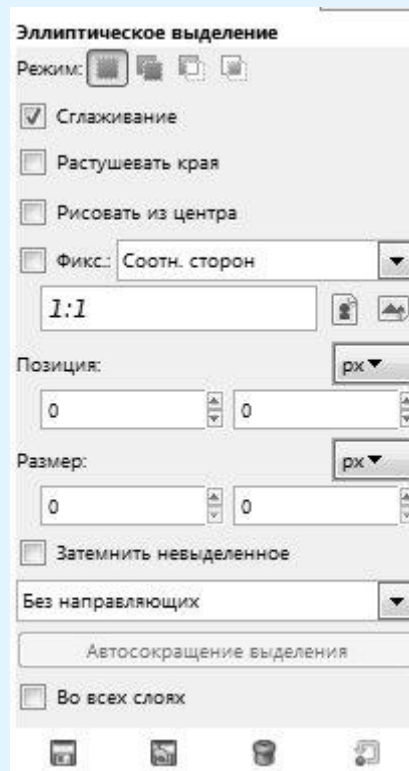 Эллиптическое выделение
Режим:
Сглаживание
Растушевать края
Рисовать из центра
Фикс.: Соотн. сторон
1:1
Позиция: px
0 0
Размер: px
0 0
Затемнить невыделенное
Без направляющих
Автосокращение выделения
Во всех слоях